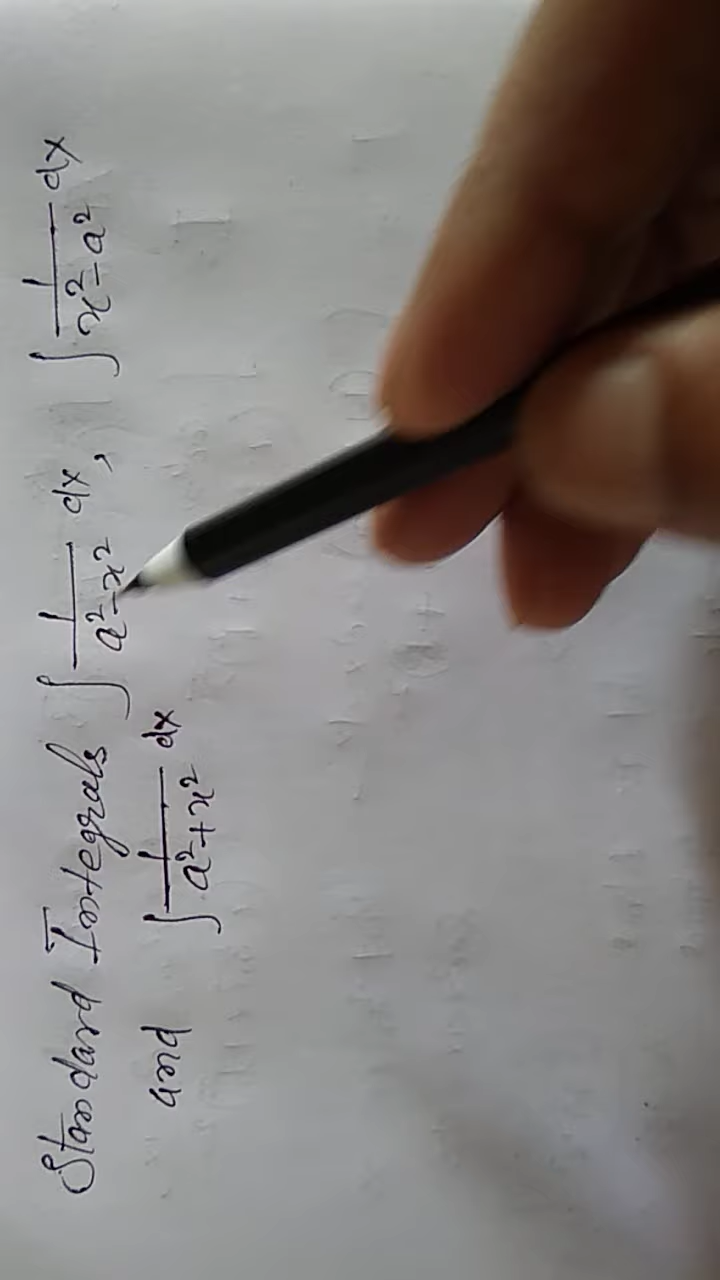 Standard Integrals ∫ 1/(a²-x²) dx, ∫ 1/(x²-a²) dx
and ∫ 1/(a²+x²) dx